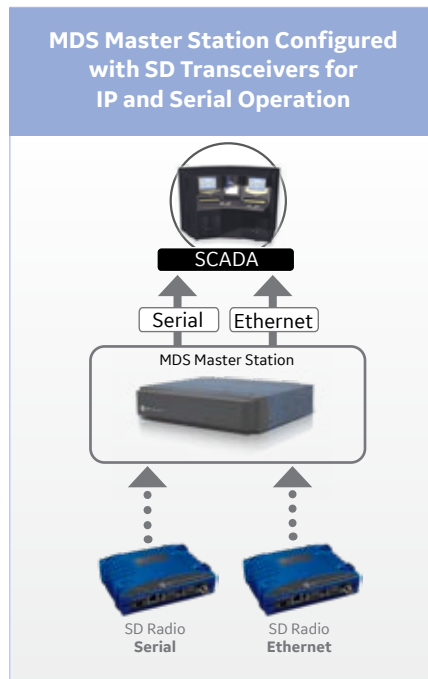 MDS Master Station Configured
with SD Transceivers for
IP and Serial Operation
SCADA
Serial Ethernet
MDS Master Station
SD Radio SD Radio
Serial Ethernet